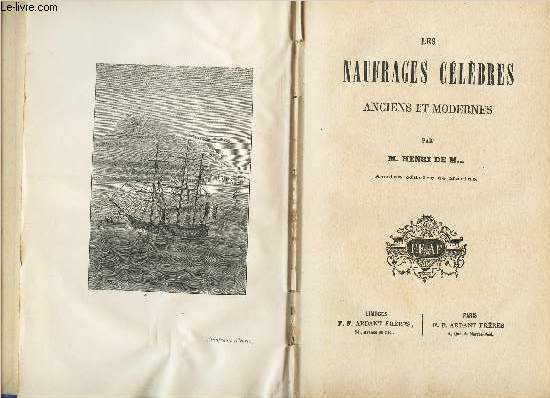 Le-livre.com
LES
NAUFRAGES CÉLÈBRES
ANCIENS ET MODERNES
PAR
M. HENRI DE M...
Ancien officier de Marine.
LIMOGES
F. F. ARDANT FRÈRES,
PARIS
F. F. ARDANT FRÈRES